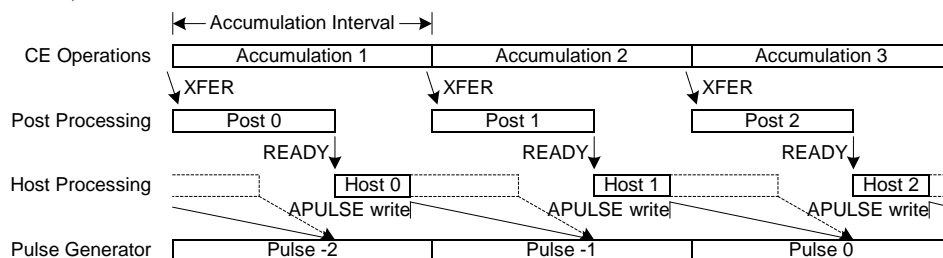 Accumulation Interval
CE Operations Accumulation 1 Accumulation 2 Accumulation 3
XFER XFER XFER
Post Processing Post 0 Post 1 Post 2
READY READY READY
Host Processing Host 0 Host 1 Host 2
APULSE write APULSE write APULSE write
Pulse Generator Pulse -2 Pulse -1 Pulse 0